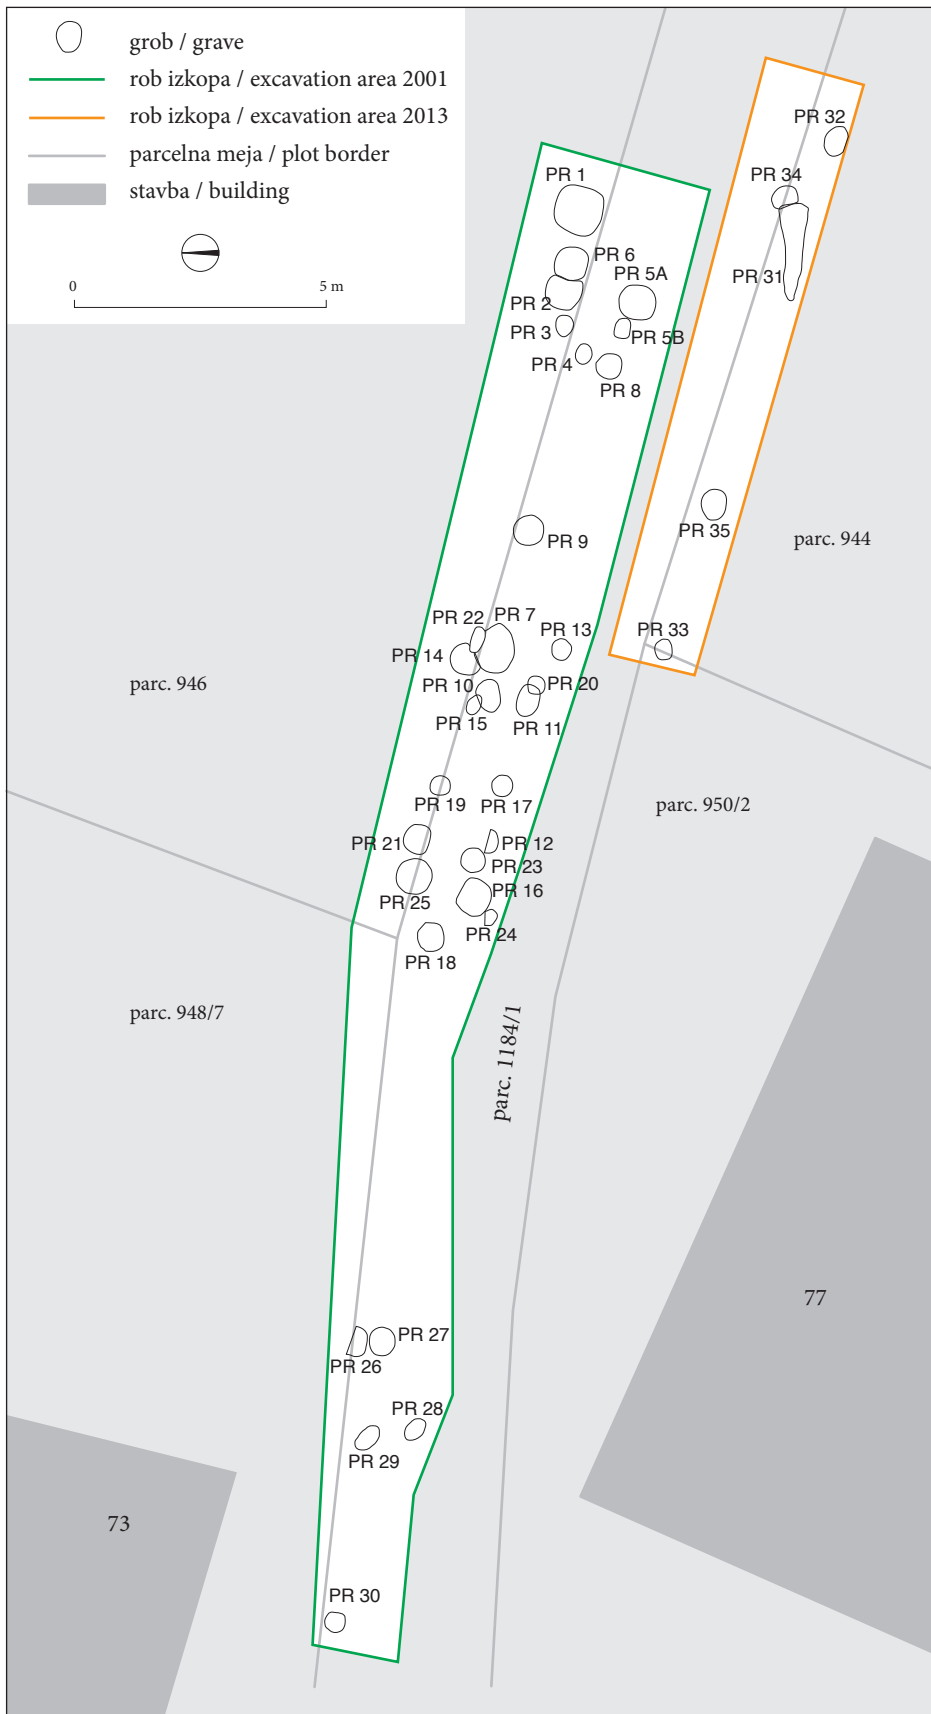 grob / grave
rob izkopa / excavation area 2001
rob izkopa / excavation area 2013
parcelna meja / plot border
stavba / building
0 5 m
PR 32
PR 1
PR 34
PR 6
PR 5A
PR 31
PR 2
PR 3
PR 5B
PR 4
PR 8
PR 35
PR 9
parc. 944
PR 22
PR 7
PR 13
PR 33
PR 14
parc. 946
PR 10
PR 20
PR 15
PR 11
PR 19
PR 17
parc. 950/2
PR 21
PR 12
PR 23
PR 25
PR 16
PR 24
PR 18
parc. 948/7
parc. 1184/1
77
PR 27
PR 26
PR 28
PR 29
73
PR 30